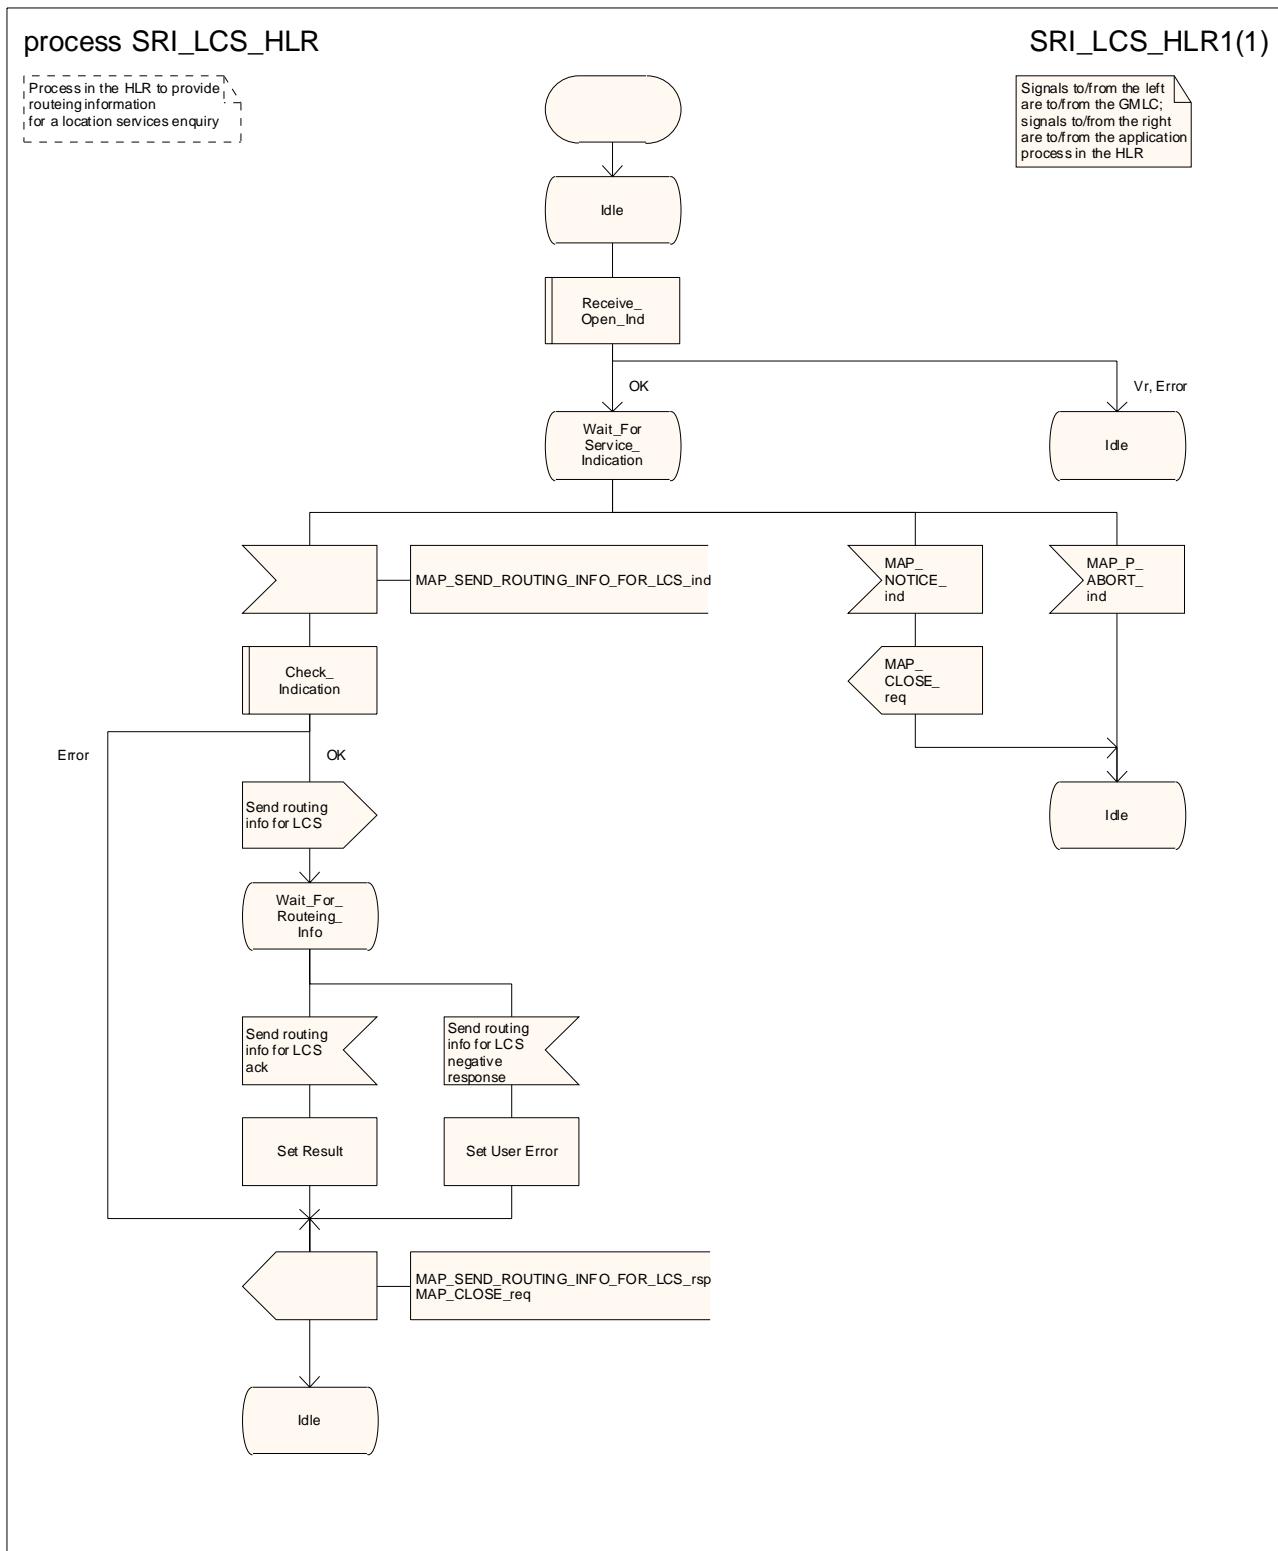 process SRI_LCS_HLR
SRI_LCS_HLR1(1)
Process in the HLR to provide
routeing information
for a location services enquiry
Signals to/from the left
are to/from the GMLC;
signals to/from the right
are to/from the application
process in the HLR
Idle
Receive_
Open_Ind
OK
Vr, Error
Wait_For
Service_
Indication
Idle
MAP_SEND_ROUTING_INFO_FOR_LCS_ind
MAP_
NOTICE_
ind
MAP_P_
ABORT_
ind
Check_
Indication
MAP_
CLOSE_
req
Error
OK
Send routing
info for LCS
Idle
Wait_For_
Routeing_
Info
Send routing
info for LCS
ack
Send routing
info for LCS
negative
response
Set Result
Set User Error
MAP_SEND_ROUTING_INFO_FOR_LCS_rsp
MAP_CLOSE_req
Idle